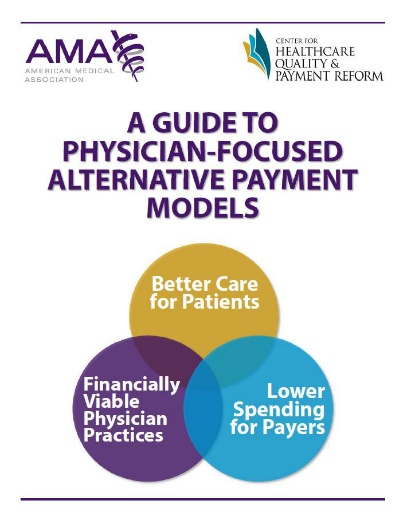 AMA
AMERICAN MEDICAL
ASSOCIATION
CENTER FOR
HEALTHCARE
QUALITY &
PAYMENT REFORM
A GUIDE TO
PHYSICIAN-FOCUSED
ALTERNATIVE PAYMENT
MODELS
Better Care
for Patients
Financially
Viable
Physician
Practices
Lower
Spending
for Payers